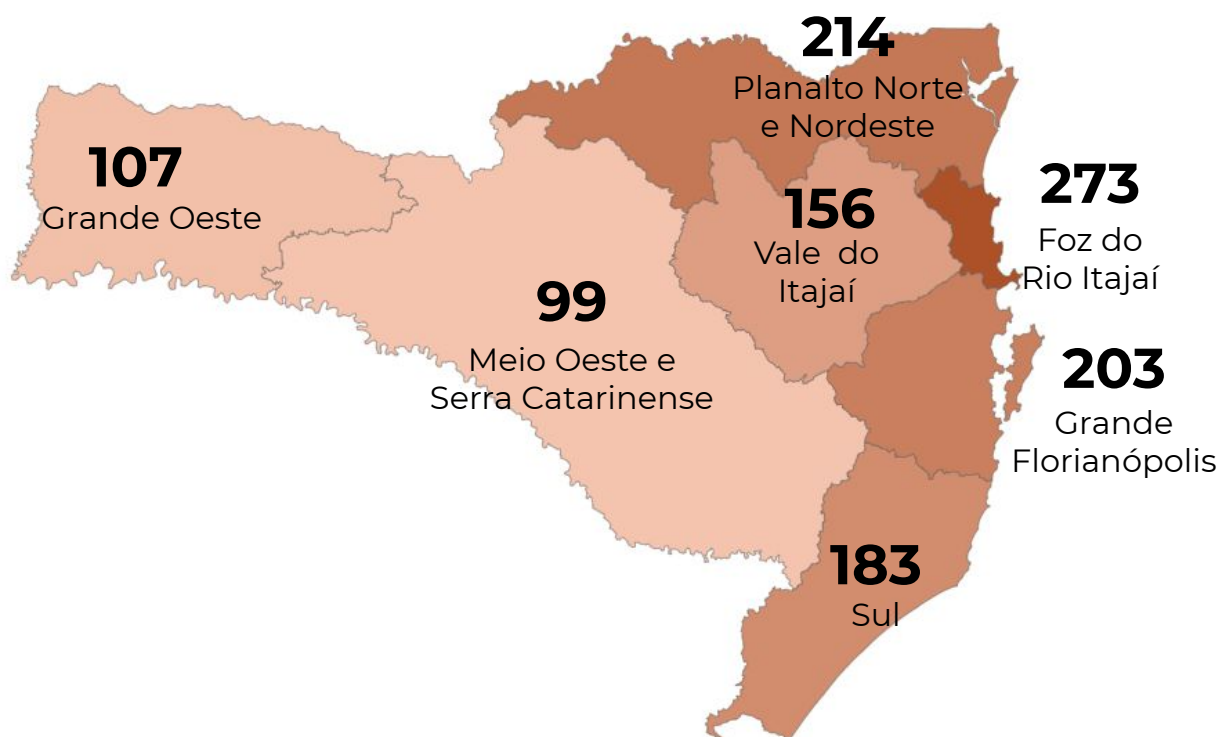 214
Planalto Norte
e Nordeste
107
Grande Oeste
156
Vale do
Itajaí
273
Foz do
Rio Itajaí
99
Meio Oeste e
Serra Catarinense
203
Grande
Florianópolis
183
Sul